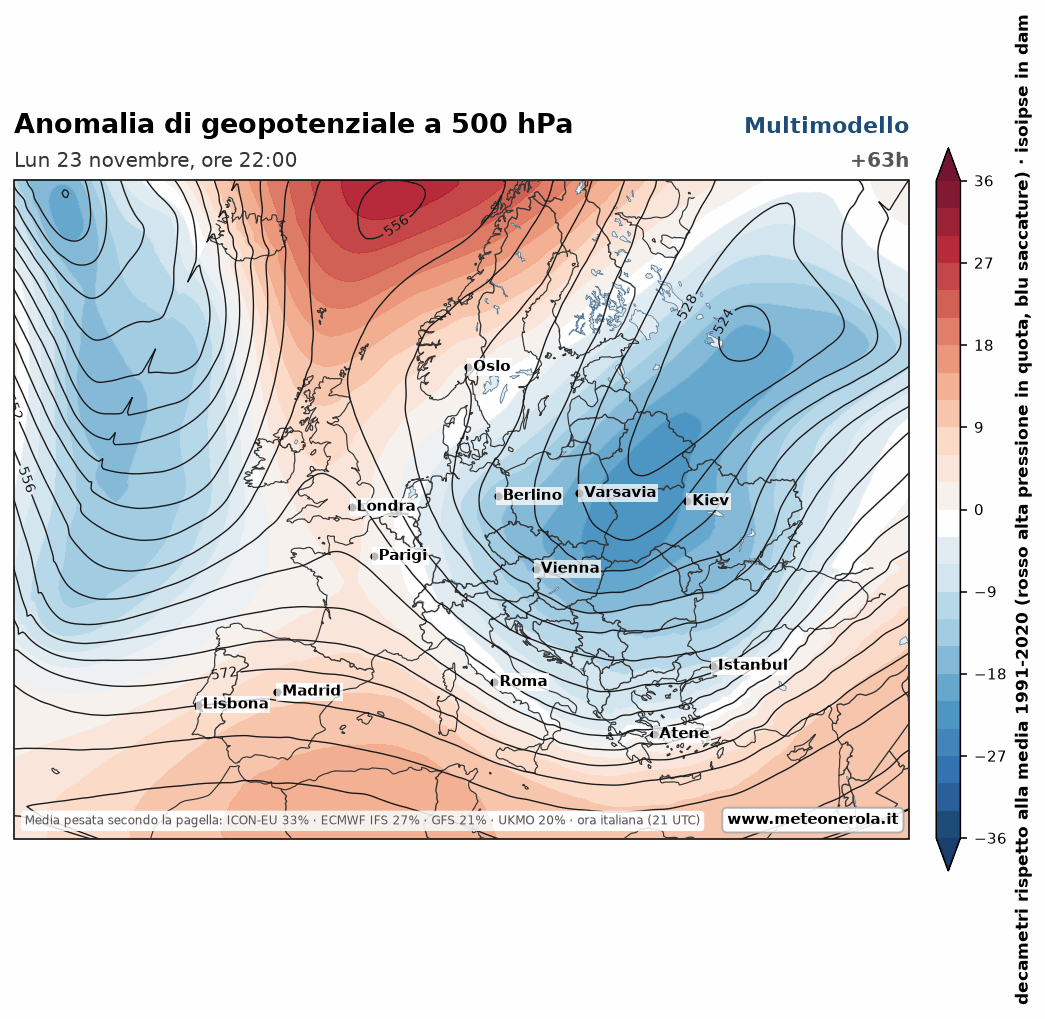 Anomalia di geopotenziale a 500 hPa
Multimodello
Lun 23 novembre, ore 22:00
+63h
556
528
524
Oslo
556
Berlino
Varsavia
Kiev
Londra
Parigi
Vienna
572
Istanbul
Roma
Madrid
Lisbona
Atene
Media pesata secondo la pagella: ICON-EU 33% · ECMWF IFS 27% · GFS 21% · UKMO 20% · ora italiana (21 UTC)
www.meteonerola.it
36
27
18
9
0
−9
−18
−27
−36
decametri rispetto alla media 1991-2020 (rosso alta pressione in quota, blu saccature) · isoipse in dam